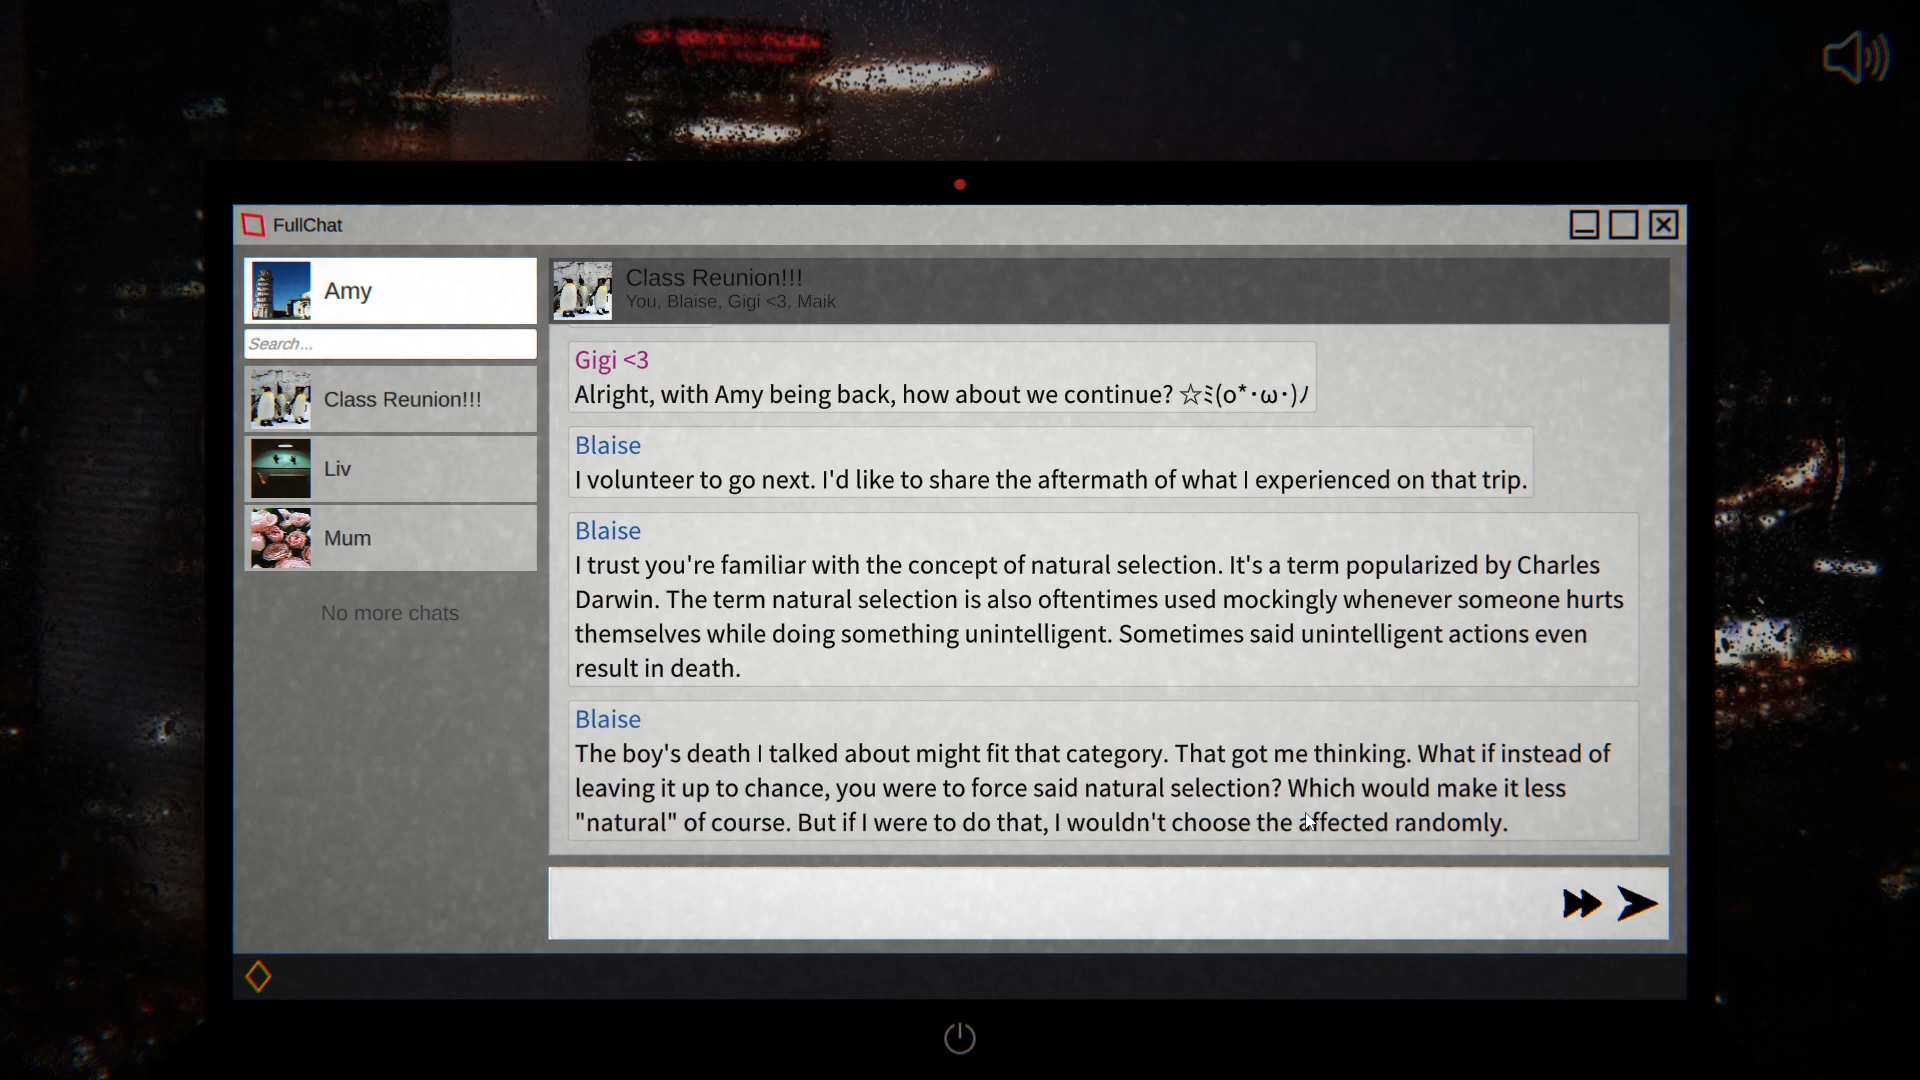 FullChat
Amy
Search...
Class Reunion!!!
Liv
Mum
No more chats
Class Reunion!!!
You, Blaise, Gigi <3, Maik
Gigi <3
Alright, with Amy being back, how about we continue? ☆ミ(o*･ω･)ﾉ
Blaise
I volunteer to go next. I'd like to share the aftermath of what I experienced on that trip.
Blaise
I trust you're familiar with the concept of natural selection. It's a term popularized by Charles
Darwin. The term natural selection is also oftentimes used mockingly whenever someone hurts
themselves while doing something unintelligent. Sometimes said unintelligent actions even
result in death.
Blaise
The boy's death I talked about might fit that category. That got me thinking. What if instead of
leaving it up to chance, you were to force said natural selection? Which would make it less
"natural" of course. But if I were to do that, I wouldn't choose the affected randomly.